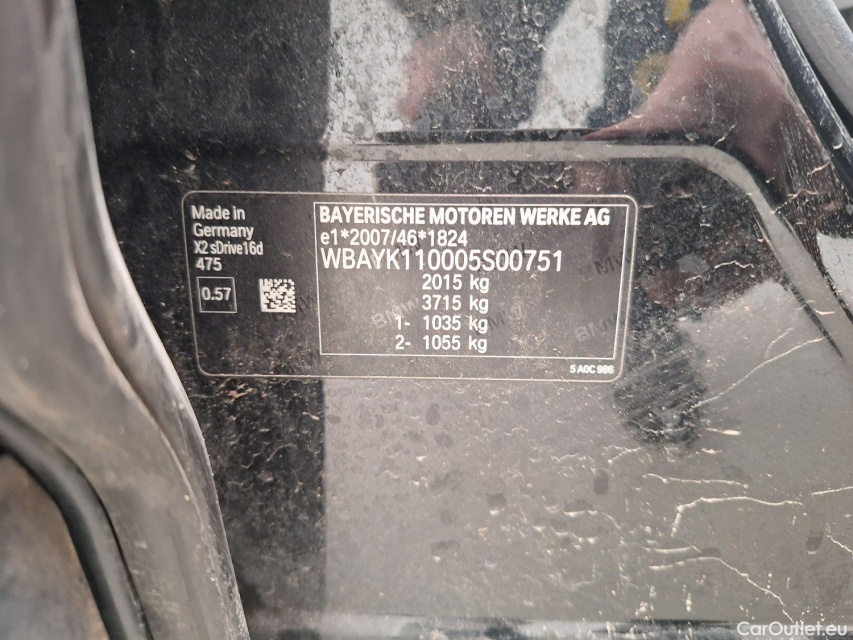 Made in
Germany
X2 sDrive16d
475
0.57
BAYERISCHE MOTOREN WERKE AG
e1*2007/46*1824
WBAYK110005S00751
2015 kg
3715 kg
1- 1035 kg
2- 1055 kg
5 A0C 986
CarOutlet.eu